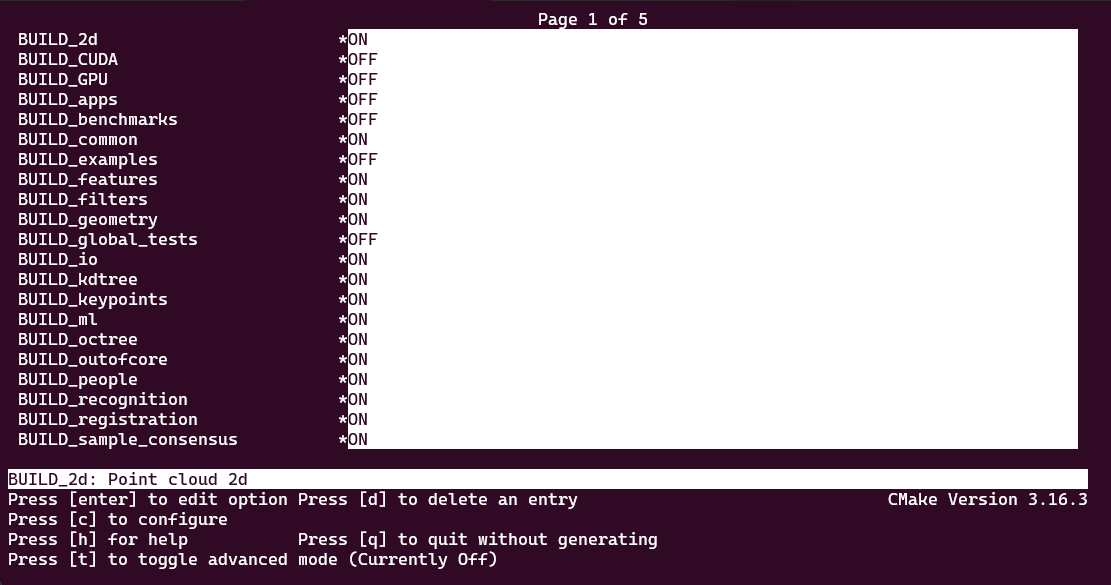 Page 1 of 5
BUILD_2d *ON
BUILD_CUDA *OFF
BUILD_GPU *OFF
BUILD_apps *OFF
BUILD_benchmarks *OFF
BUILD_common *ON
BUILD_examples *OFF
BUILD_features *ON
BUILD_filters *ON
BUILD_geometry *ON
BUILD_global_tests *OFF
BUILD_io *ON
BUILD_kdtree *ON
BUILD_keypoints *ON
BUILD_ml *ON
BUILD_octree *ON
BUILD_outofcore *ON
BUILD_people *ON
BUILD_recognition *ON
BUILD_registration *ON
BUILD_sample_consensus *ON
BUILD_2d: Point cloud 2d
Press [enter] to edit option Press [d] to delete an entry CMake Version 3.16.3
Press [c] to configure
Press [h] for help Press [q] to quit without generating
Press [t] to toggle advanced mode (Currently Off)